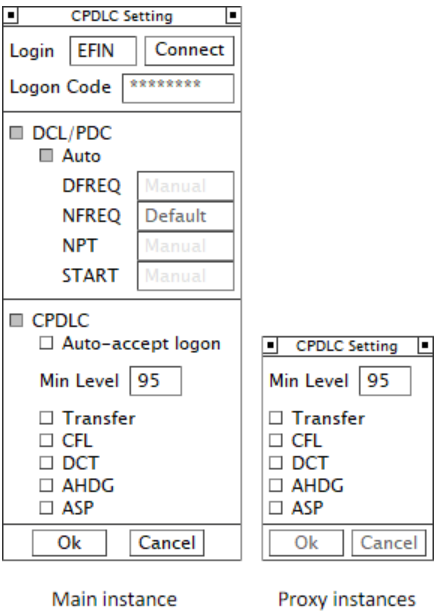 CPDLC Setting
Login EFIN Connect
Logon Code ********
DCL/PDC
Auto
DFREQ Manual
NFREQ Default
NPT Manual
START Manual
CPDLC
Auto-accept logon
Min Level 95
Transfer
CFL
DCT
AHDG
ASP
Ok Cancel
Main instance
CPDLC Setting
Min Level 95
Transfer
CFL
DCT
AHDG
ASP
Ok Cancel
Proxy instances